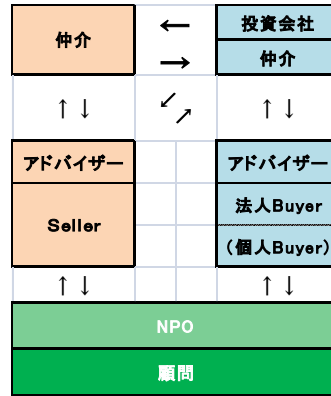 仲介
←
→
投資会社
仲介
↑↓
↙↗
↑↓
アドバイザー
Seller
アドバイザー
法人Buyer
(個人Buyer)
↑↓
↑↓
NPO
顧問